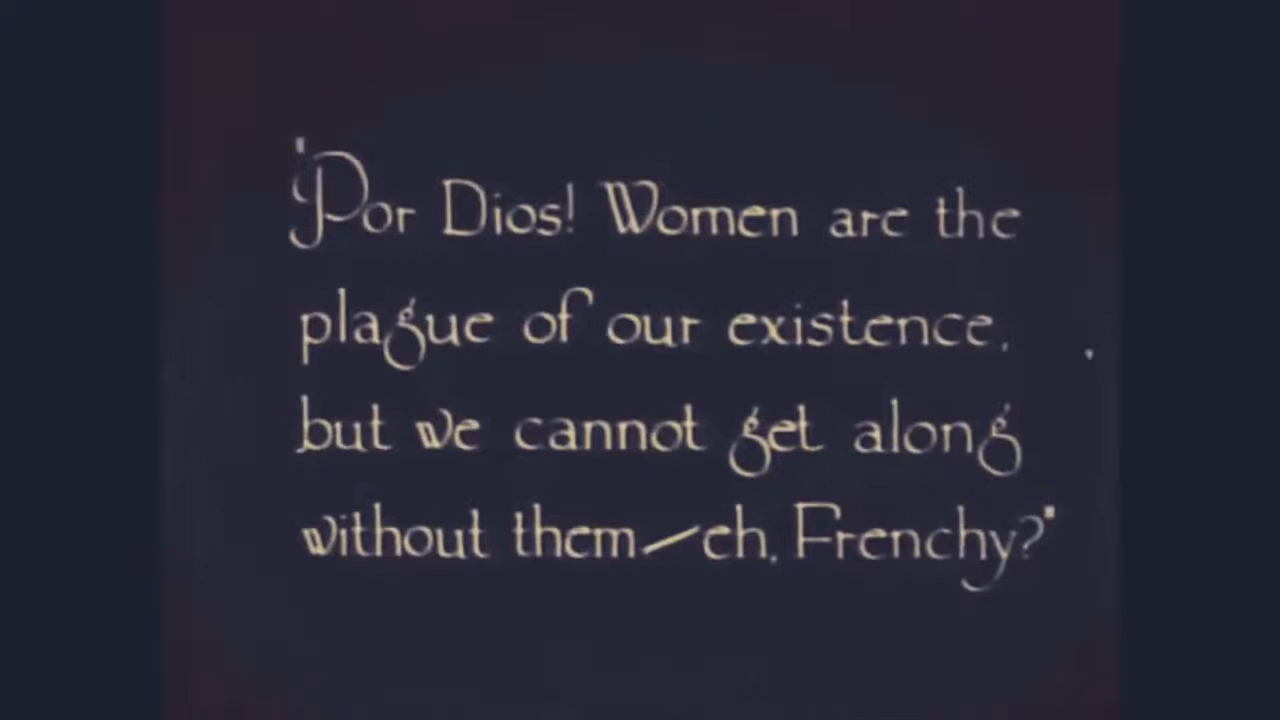 "Por Dios! Women are the
plague of our existence,
but we cannot get along
without them—eh, Frenchy?"